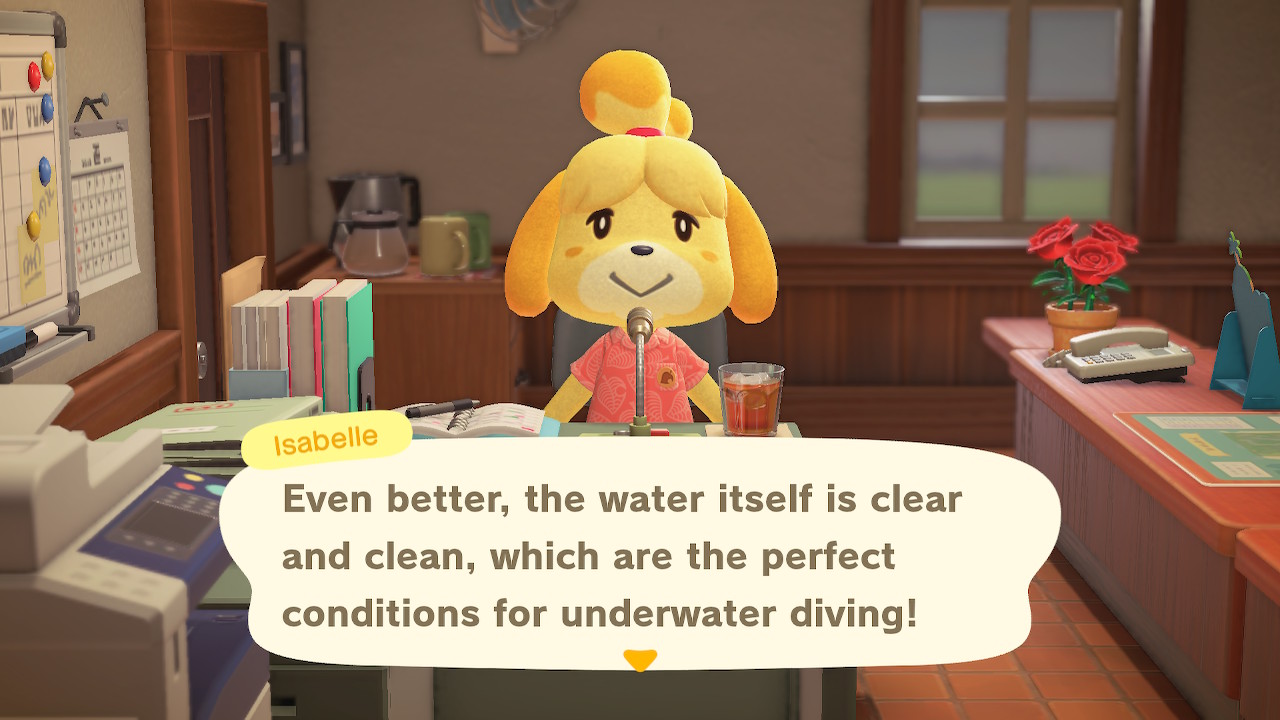 Isabelle
Even better, the water itself is clear
and clean, which are the perfect
conditions for underwater diving!